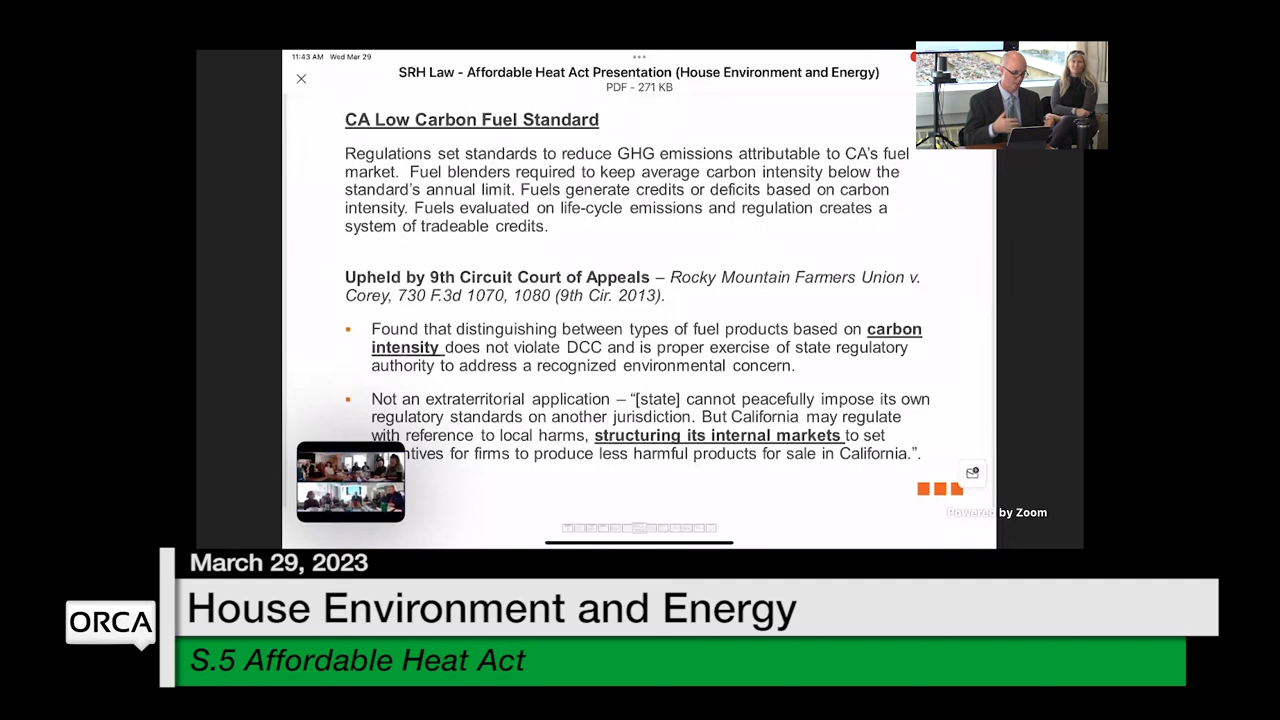 11:43 AM Wed Mar 29
SRH Law - Affordable Heat Act Presentation (House Environment and Energy)
PDF - 271 KB
CA Low Carbon Fuel Standard
Regulations set standards to reduce GHG emissions attributable to CA's fuel
market. Fuel blenders required to keep average carbon intensity below the
standard's annual limit. Fuels generate credits or deficits based on carbon
intensity. Fuels evaluated on life-cycle emissions and regulation creates a
system of tradeable credits.
Upheld by 9th Circuit Court of Appeals – Rocky Mountain Farmers Union v.
Corey, 730 F.3d 1070, 1080 (9th Cir. 2013).
Found that distinguishing between types of fuel products based on carbon
intensity does not violate DCC and is proper exercise of state regulatory
authority to address a recognized environmental concern.
Not an extraterritorial application – “[state] cannot peacefully impose its own
regulatory standards on another jurisdiction. But California may regulate
with reference to local harms, structuring its internal markets to set
ntives for firms to produce less harmful products for sale in California.”.
Powered by Zoom
March 29, 2023
House Environment and Energy
ORCA
S.5 Affordable Heat Act